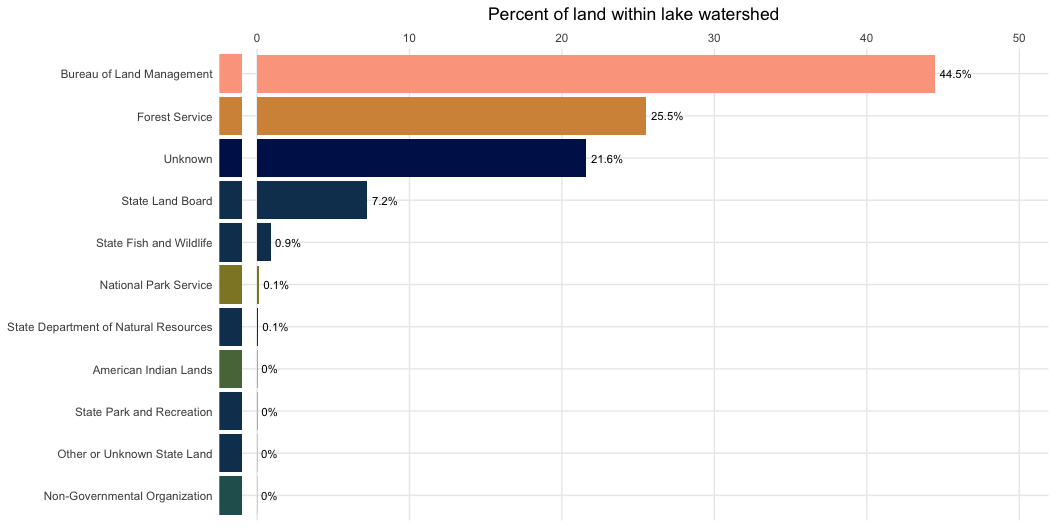 Percent of land within lake watershed
0 10 20 30 40 50
Bureau of Land Management 44.5%
Forest Service 25.5%
Unknown 21.6%
State Land Board 7.2%
State Fish and Wildlife 0.9%
National Park Service 0.1%
State Department of Natural Resources 0.1%
American Indian Lands 0%
State Park and Recreation 0%
Other or Unknown State Land 0%
Non-Governmental Organization 0%